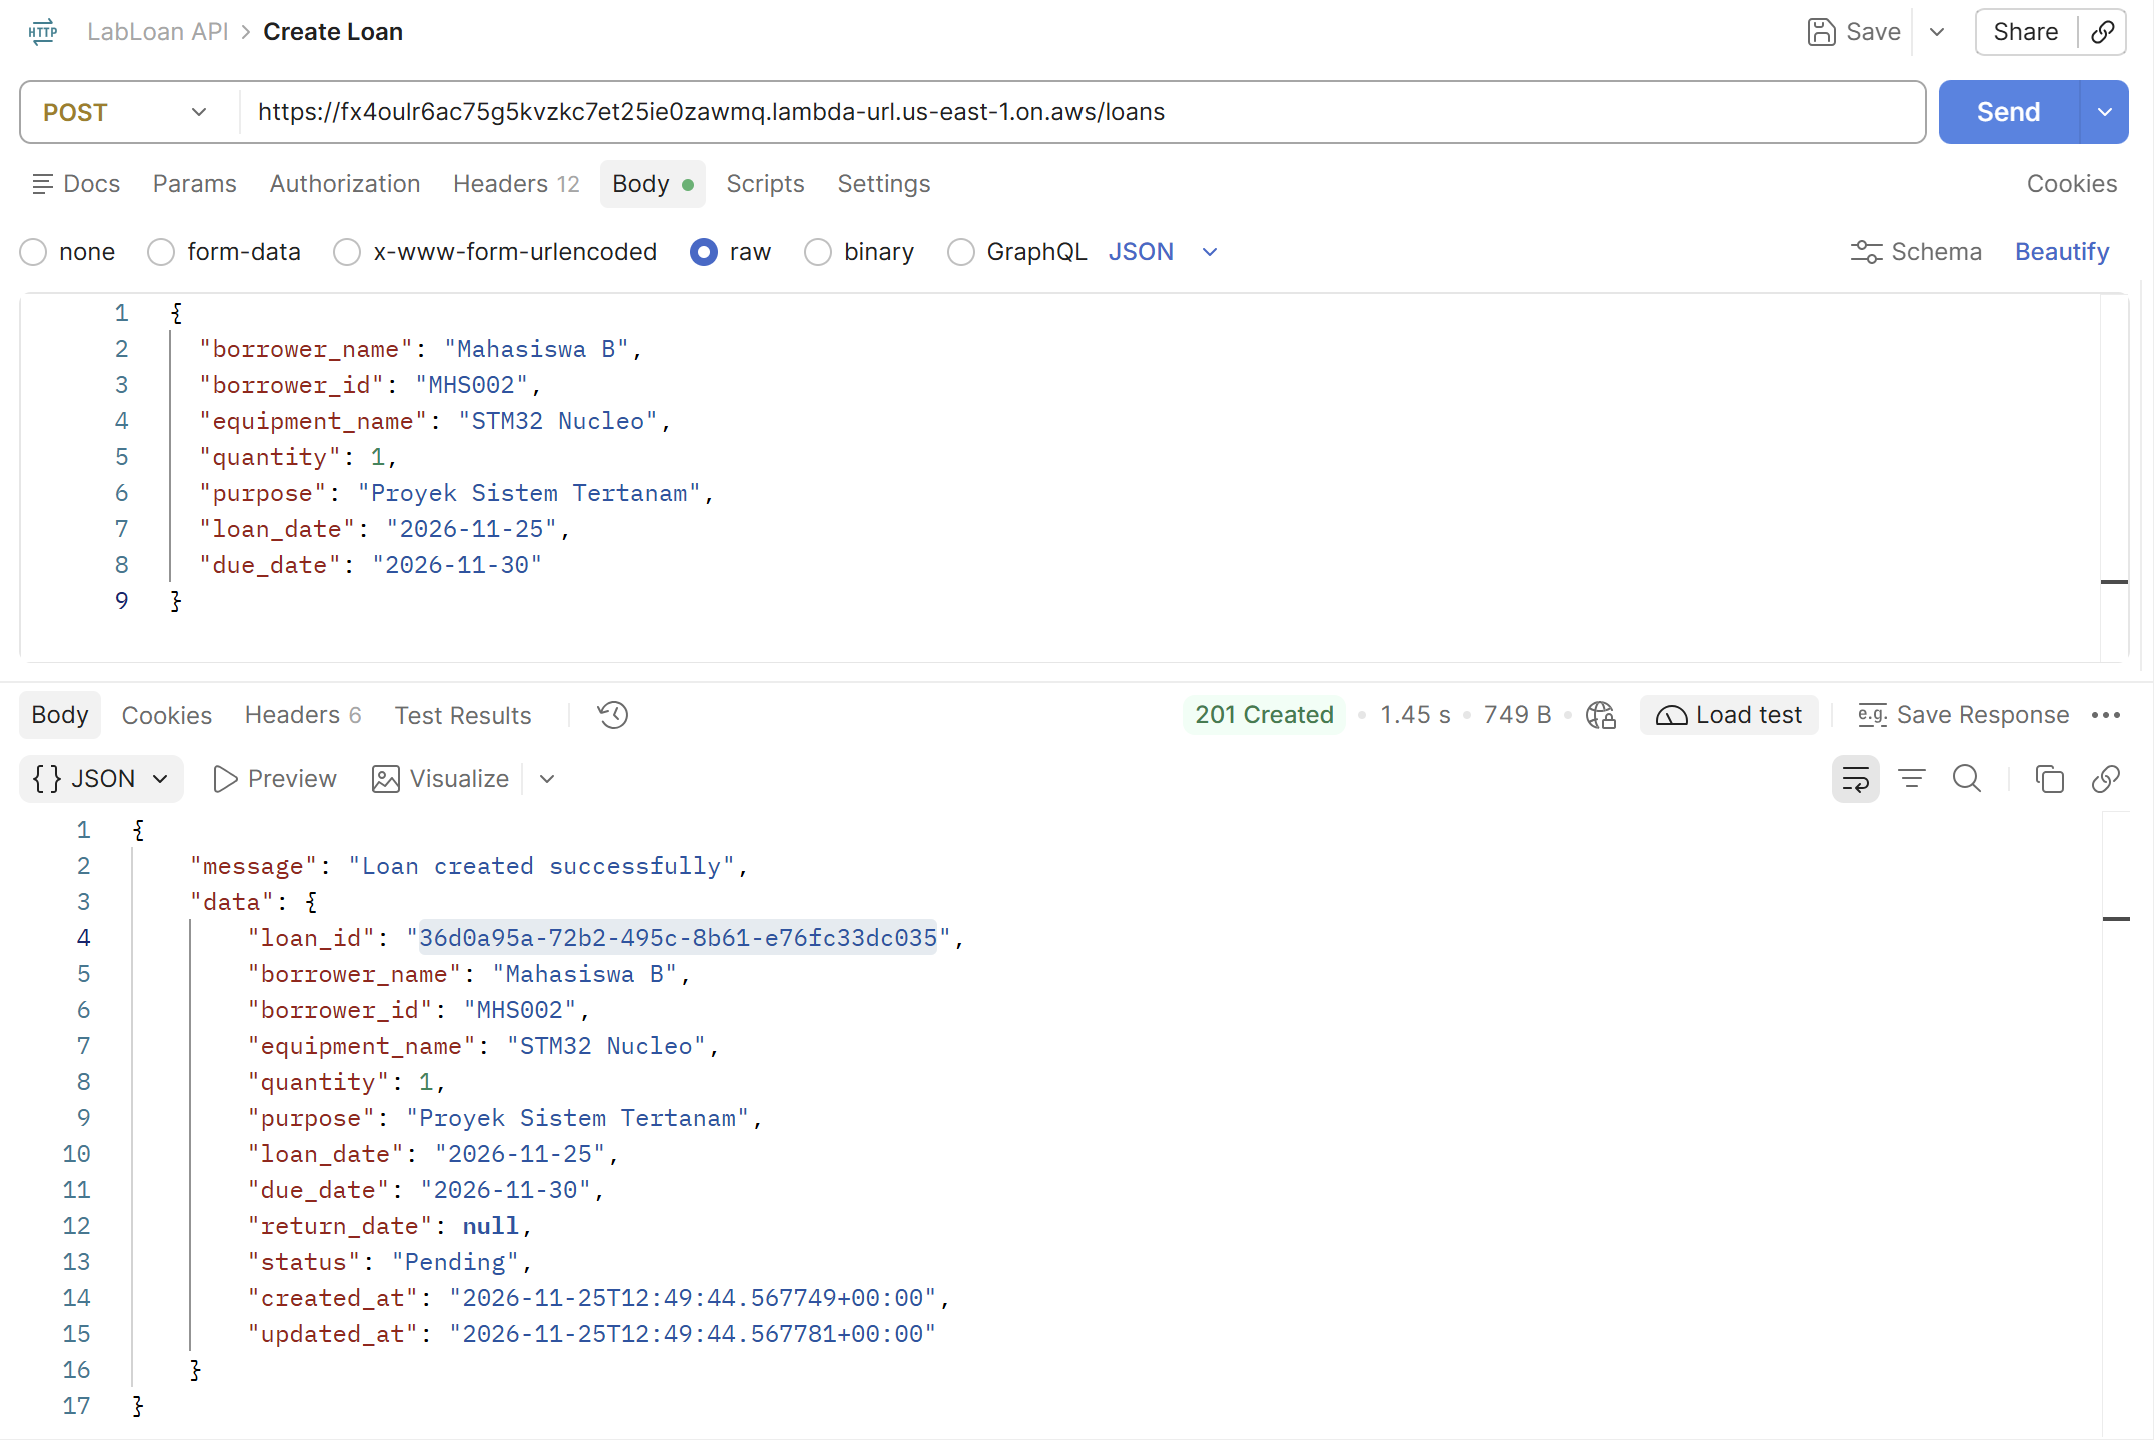 HTTP LabLoan API > Create Loan Save Share
POST https://fx4oulr6ac75g5kvzkc7et25ie0zawmq.lambda-url.us-east-1.on.aws/loans Send
Docs Params Authorization Headers 12 Body Scripts Settings Cookies
none form-data x-www-form-urlencoded raw binary GraphQL JSON Schema Beautify
1 {
2 "borrower_name": "Mahasiswa B",
3 "borrower_id": "MHS002",
4 "equipment_name": "STM32 Nucleo",
5 "quantity": 1,
6 "purpose": "Proyek Sistem Tertanam",
7 "loan_date": "2026-11-25",
8 "due_date": "2026-11-30"
9 }
Body Cookies Headers 6 Test Results 201 Created • 1.45 s • 749 B • Load test e.g. Save Response
{} JSON Preview Visualize
1 {
2 "message": "Loan created successfully",
3 "data": {
4 "loan_id": "36d0a95a-72b2-495c-8b61-e76fc33dc035",
5 "borrower_name": "Mahasiswa B",
6 "borrower_id": "MHS002",
7 "equipment_name": "STM32 Nucleo",
8 "quantity": 1,
9 "purpose": "Proyek Sistem Tertanam",
10 "loan_date": "2026-11-25",
11 "due_date": "2026-11-30",
12 "return_date": null,
13 "status": "Pending",
14 "created_at": "2026-11-25T12:49:44.567749+00:00",
15 "updated_at": "2026-11-25T12:49:44.567781+00:00"
16 }
17 }